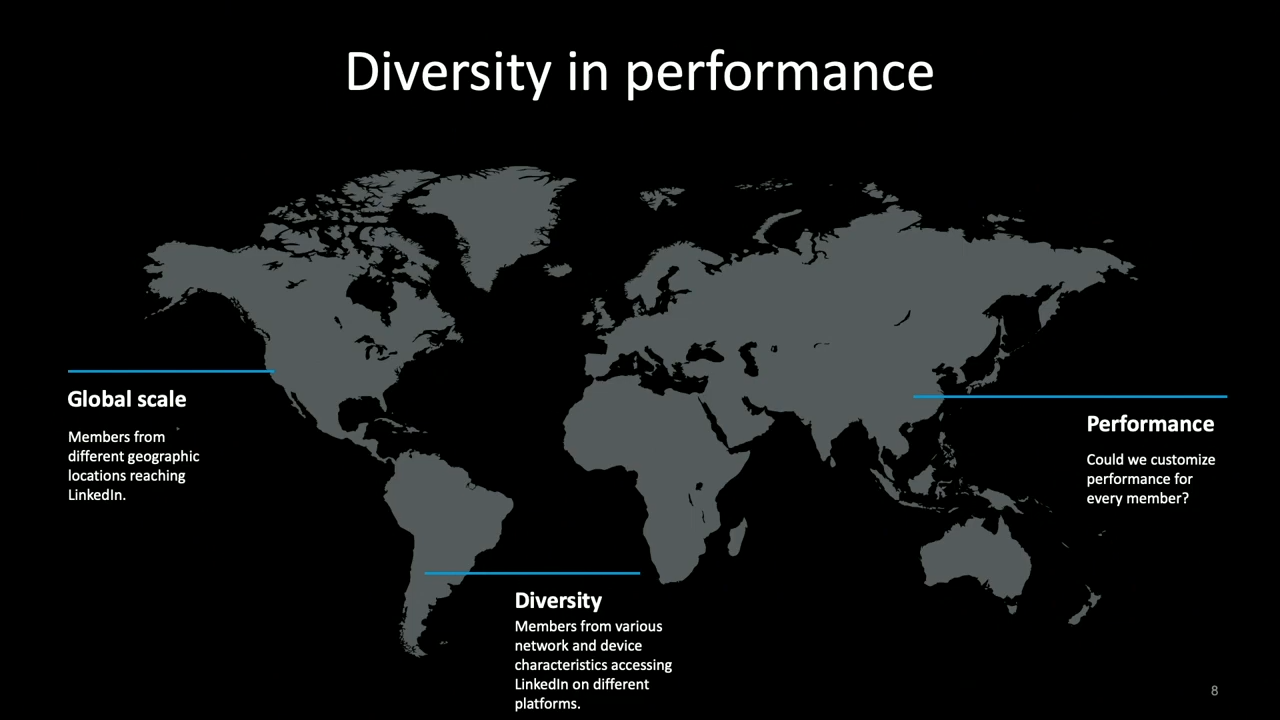 Diversity in performance
Global scale
Members from
different geographic
locations reaching
LinkedIn.
Performance
Could we customize
performance for
every member?
Diversity
Members from various
network and device
characteristics accessing
LinkedIn on different
platforms.
8